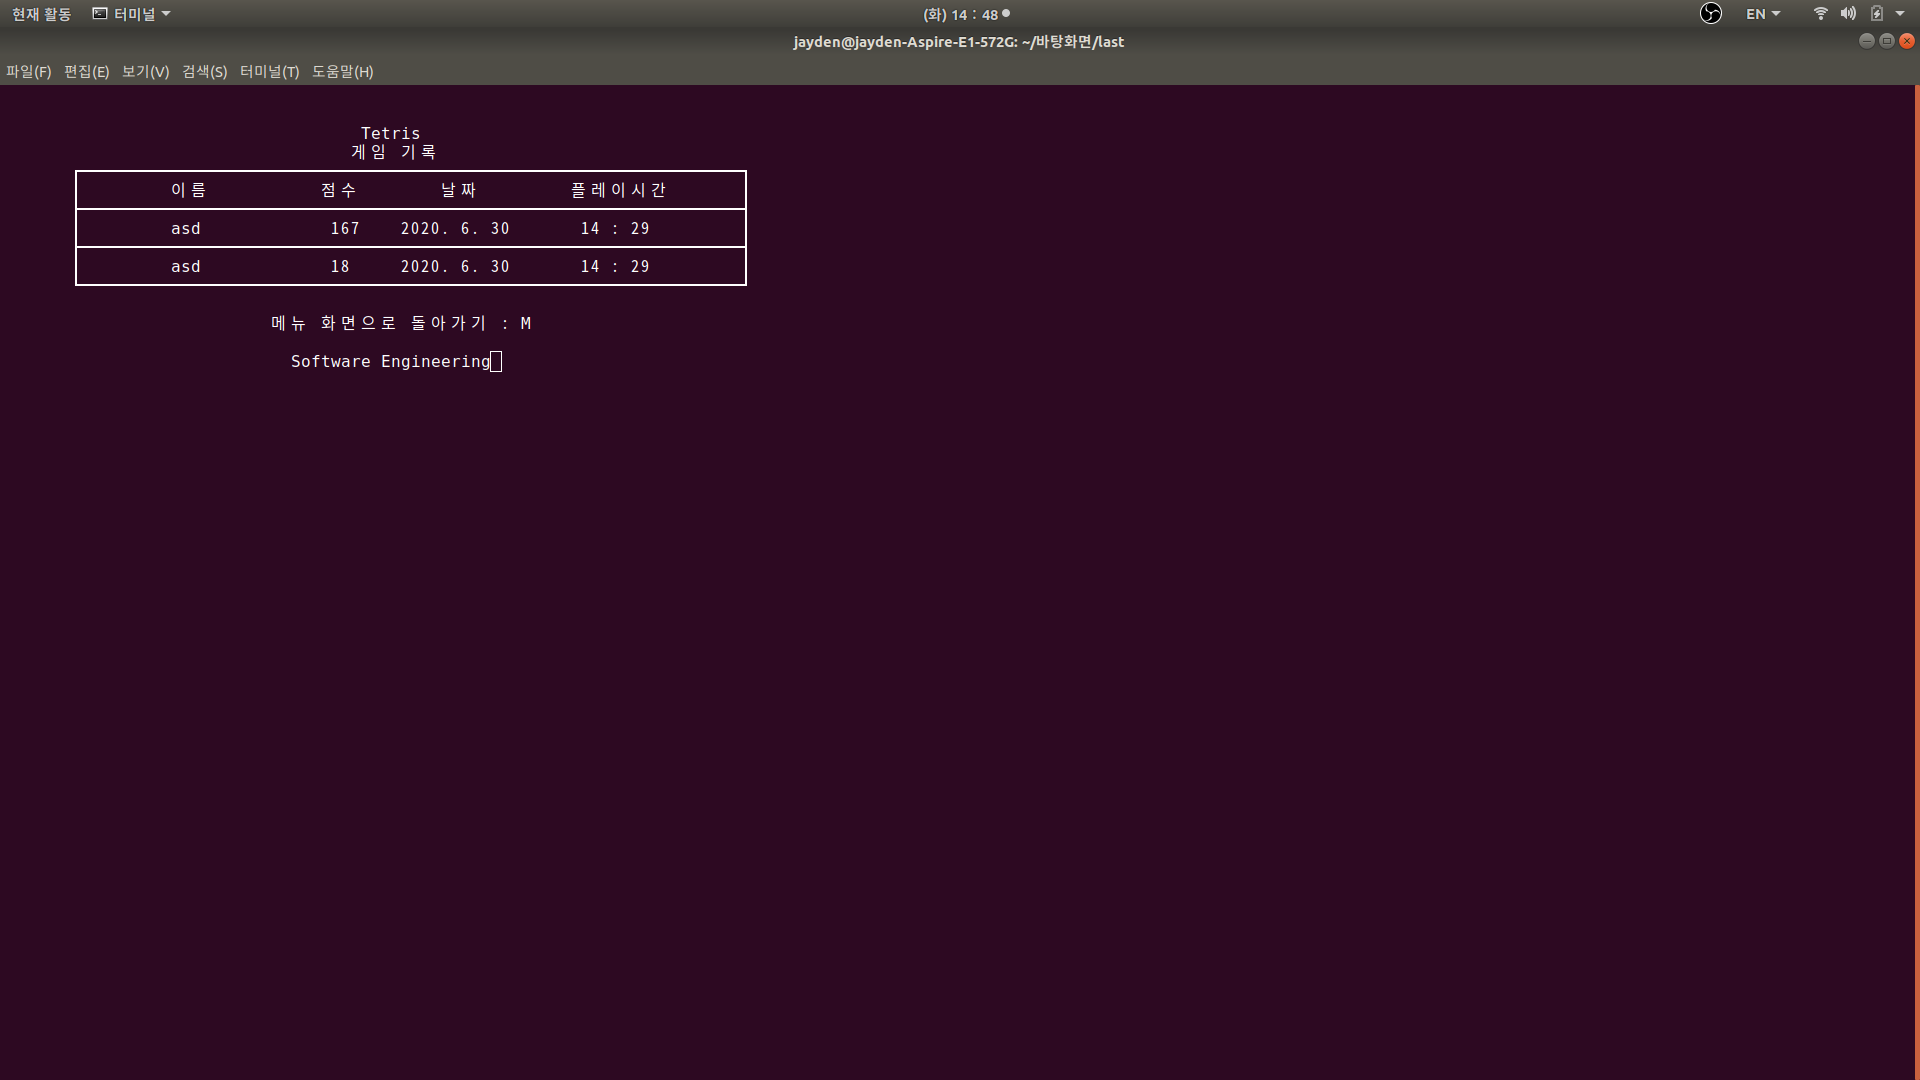 현재 활동 터미널 (화) 14 : 48 EN
jayden@jayden-Aspire-E1-572G: ~/바탕화면/last
파일(F) 편집(E) 보기(V) 검색(S) 터미널(T) 도움말(H)
Tetris
게임 기록
이름 점수 날짜 플레이시간
asd 167 2020. 6. 30 14 : 29
asd 18 2020. 6. 30 14 : 29
메뉴 화면으로 돌아가기 : M
Software Engineering